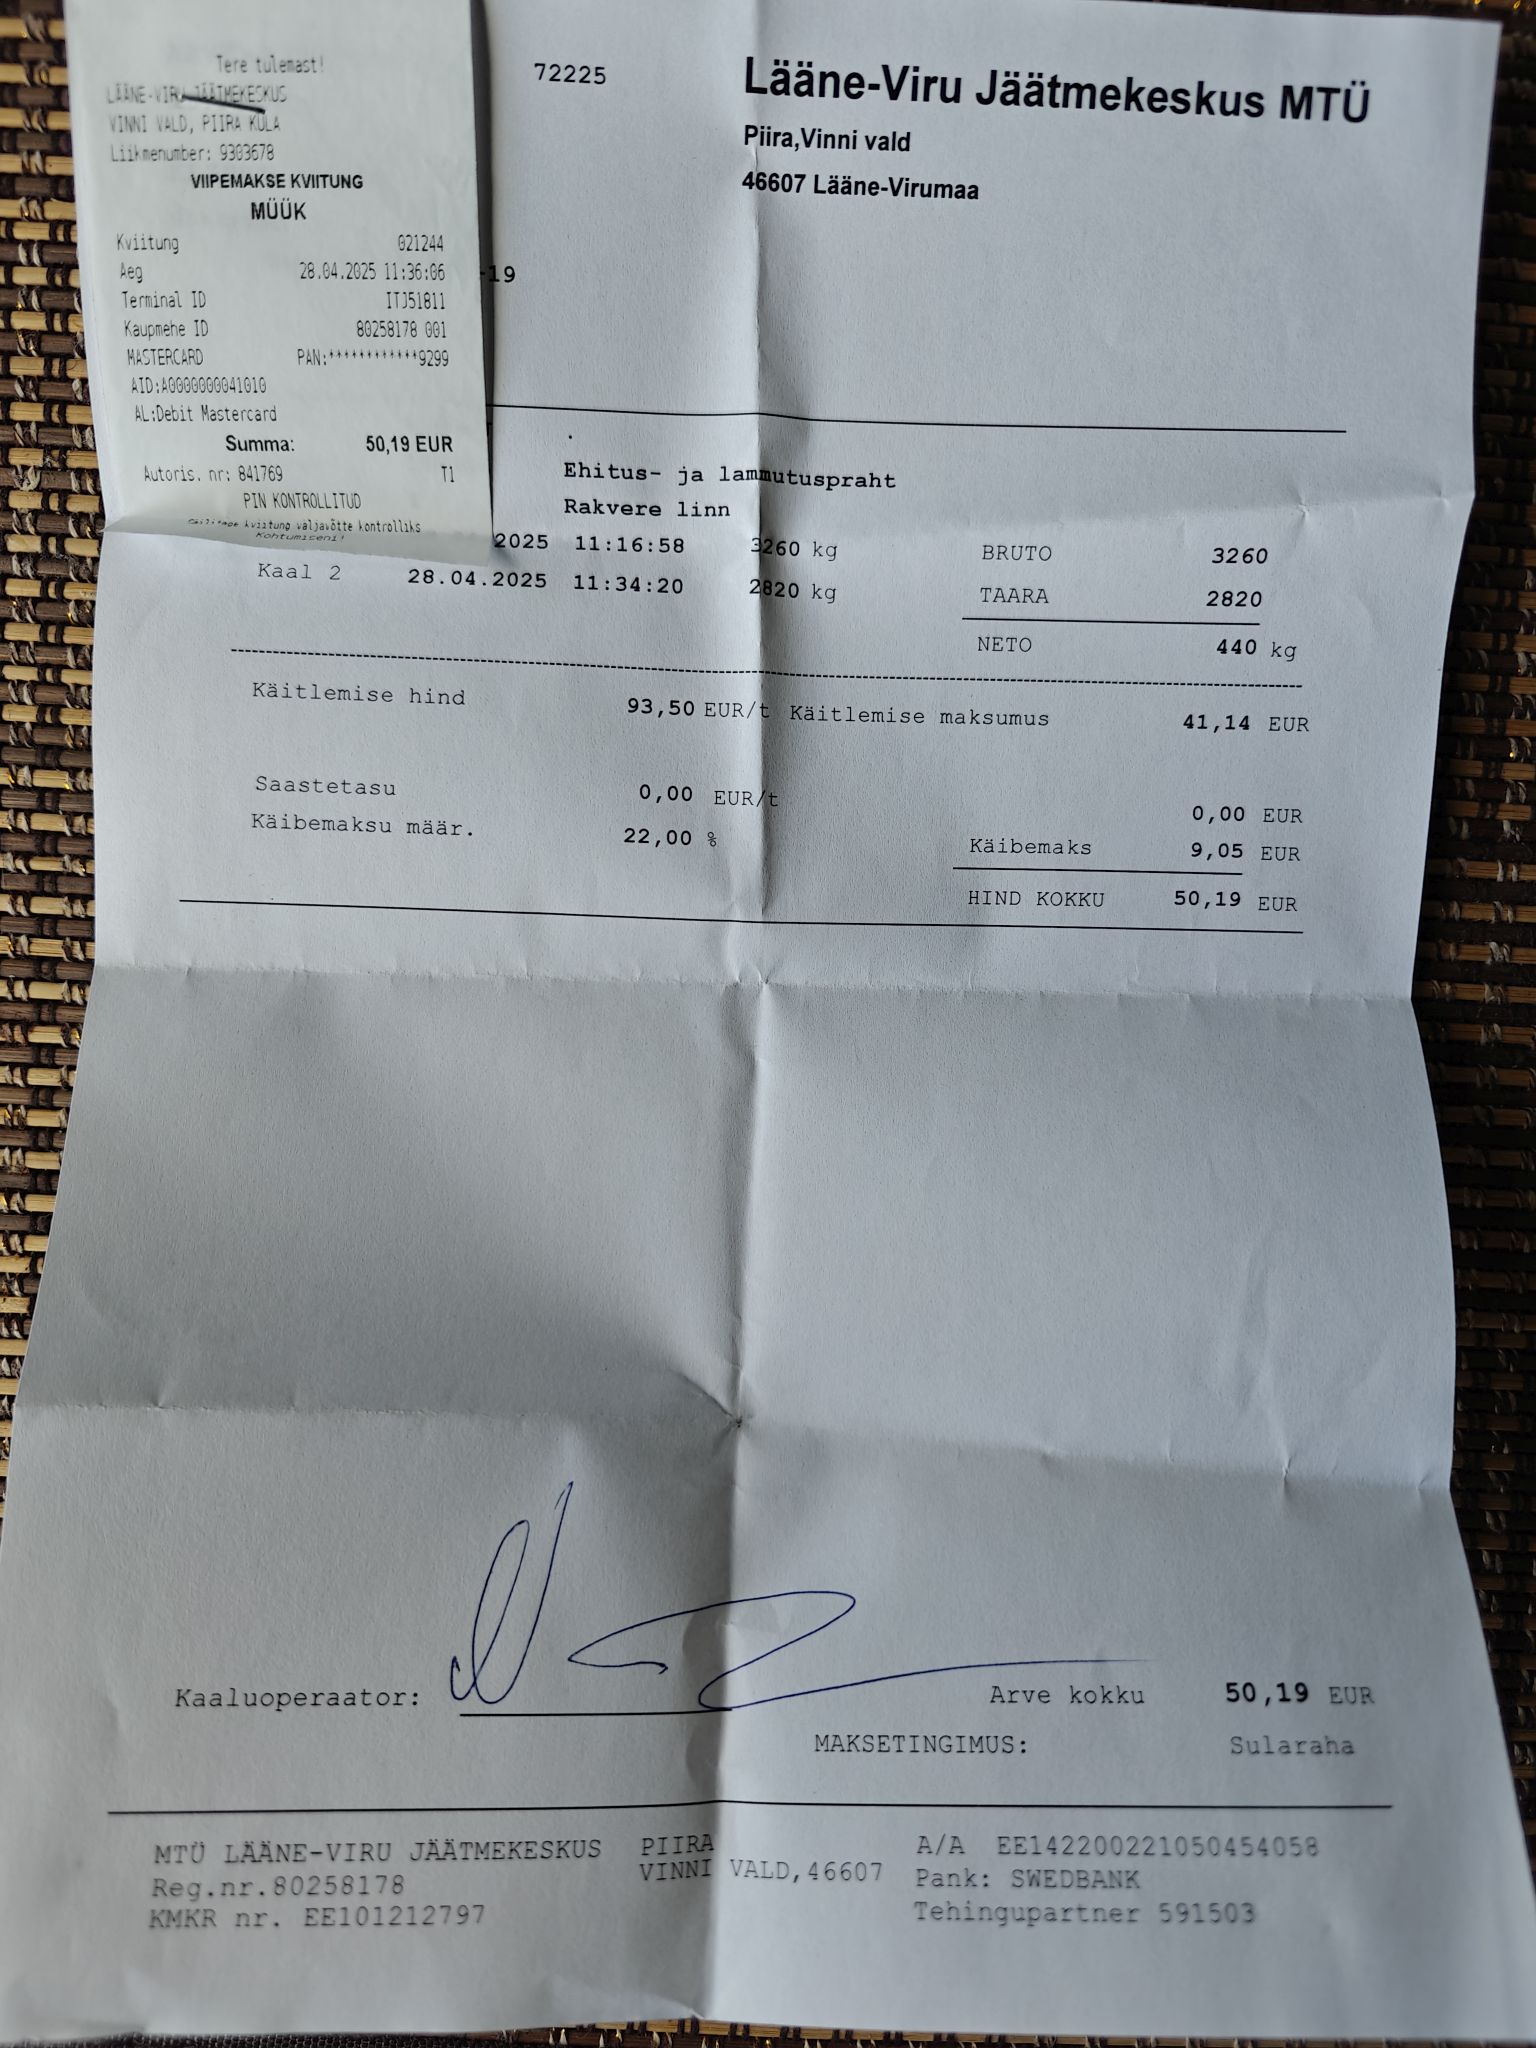 Tere tulemast!
LÄÄNE-VIRU JÄÄTMEKESKUS
VINNI VALD, PIIRA KÜLA
Liikmenumber: 9303678
VIIPEMAKSE KVIITUNG
MÜÜK
Kviitung 021244
Aeg 28.04.2025 11:36:06
Terminal ID ITJ51811
Kaupmehe ID 80258178 001
MASTERCARD PAN:************9299
AID:A0000000041010
AL:Debit Mastercard
Summa: 50,19 EUR
Autoris. nr: 841769 T1
PIN KONTROLLITUD
kviitung väljavõtte kontrolliks
Kohtumiseni!
72225
Lääne-Viru Jäätmekeskus MTÜ
Piira,Vinni vald
46607 Lääne-Virumaa
-19
Ehitus- ja lammutuspraht
Rakvere linn
2025 11:16:58 3260 kg BRUTO 3260
Kaal 2 28.04.2025 11:34:20 2820 kg TAARA 2820
NETO 440 kg
Käitlemise hind 93,50 EUR/t Käitlemise maksumus 41,14 EUR
Saastetasu 0,00 EUR/t 0,00 EUR
Käibemaksu määr. 22,00 % Käibemaks 9,05 EUR
HIND KOKKU 50,19 EUR
Kaaluoperaator: Arve kokku 50,19 EUR
MAKSETINGIMUS: Sularaha
MTÜ LÄÄNE-VIRU JÄÄTMEKESKUS PIIRA A/A EE142200221050454058
Reg.nr.80258178 VINNI VALD,46607 Pank: SWEDBANK
KMKR nr. EE101212797 Tehingupartner 591503